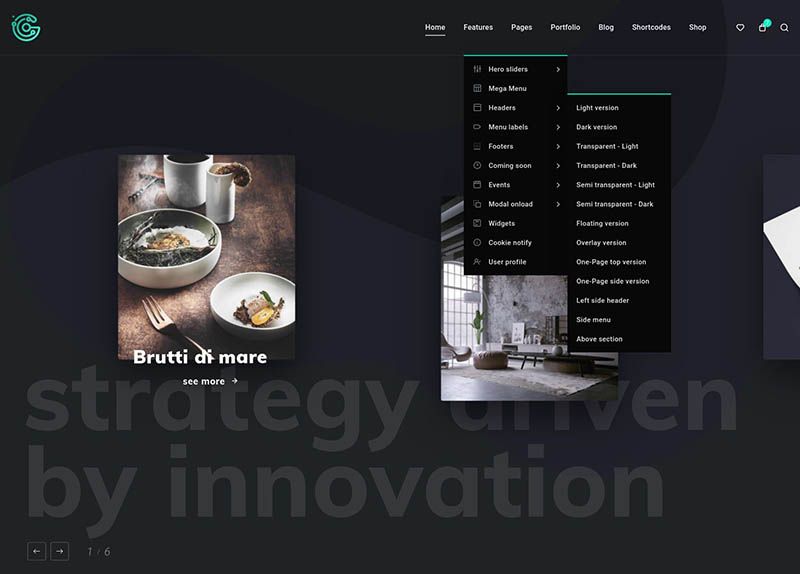 Home Features Pages Portfolio Blog Shortcodes Shop
Hero sliders
Mega Menu
Headers
Menu labels
Footers
Coming soon
Events
Modal onload
Widgets
Cookie notify
User profile
Light version
Dark version
Transparent - Light
Transparent - Dark
Semi transparent - Light
Semi transparent - Dark
Floating version
Overlay version
One-Page top version
One-Page side version
Left side header
Side menu
Above section
Brutti di mare
see more
strategy driven
by innovation
1 / 6